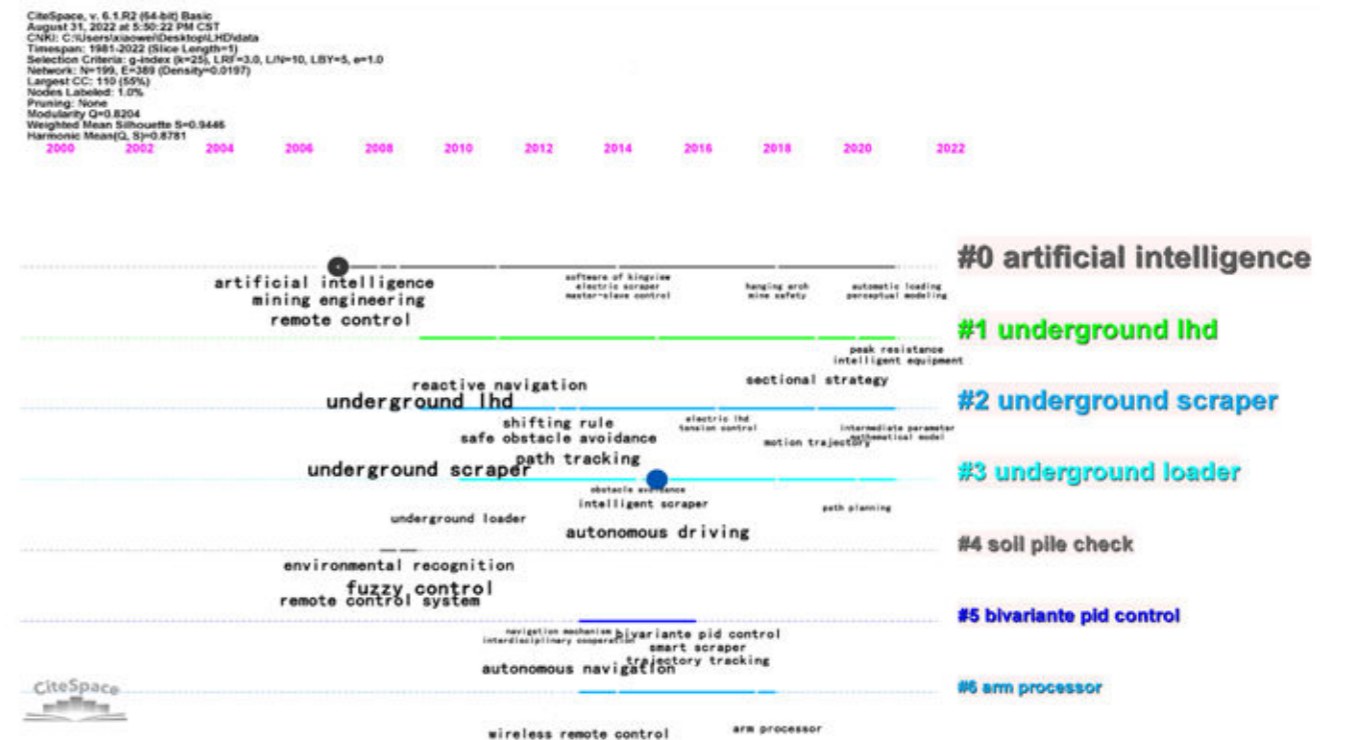 CiteSpace, v. 6.1.R2 (64-bit) Basic
August 31, 2022 at 5:50:22 PM CST
CNKI: C:\Users\xiaowei\Desktop\LHD\data
Timespan: 1981-2022 (Slice Length=1)
Selection Criteria: g-index (k=25), LRF=3.0, L/N=10, LBY=5, e=1.0
Network: N=199, E=389 (Density=0.0197)
Largest CC: 110 (55%)
Nodes Labeled: 1.0%
Pruning: None
Modularity Q=0.8204
Weighted Mean Silhouette S=0.9446
Harmonic Mean(Q, S)=0.8781
2000 2002 2004 2006 2008 2010 2012 2014 2016 2018 2020 2022
#0 artificial intelligence
artificial intelligence
mining engineering
remote control
software of kingview
electric scraper
master-slave control
hanging arch
mine safety
automatic loading
perceptual modeling
#1 underground lhd
peak resistance
intelligent equipment
sectional strategy
reactive navigation
underground lhd
#2 underground scraper
shifting rule
safe obstacle avoidance
path tracking
electric lhd
tension control
intermediate parameter
mathematical model
motion trajectory
underground scraper
#3 underground loader
obstacle avoidance
intelligent scraper
path planning
underground loader
autonomous driving
#4 soil pile check
environmental recognition
fuzzy control
remote control system
#5 bivariante pid control
navigation mechanism
interdisciplinary cooperation
bivariante pid control
smart scraper
trajectory tracking
autonomous navigation
#6 arm processor
arm processor
wireless remote control
CiteSpace